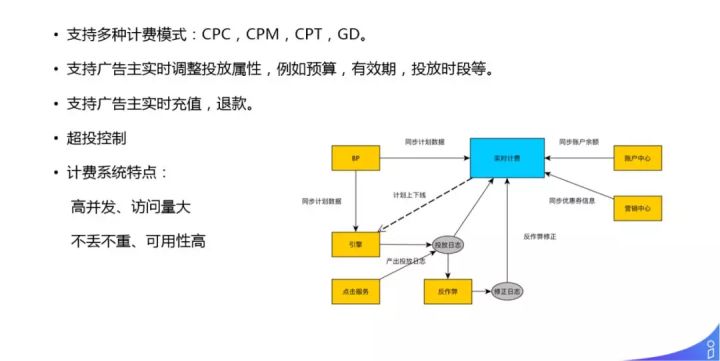 • 支持多种计费模式：CPC，CPM，CPT，GD。
• 支持广告主实时调整投放属性，例如预算，有效期，投放时段等。
• 支持广告主实时充值，退款。
• 超投控制
• 计费系统特点：
高并发、访问量大
不丢不重、可用性高
同步计划数据
同步账户余额
BP
实时计费
账户中心
同步计划数据
计划上下线
同步优惠券信息
营销中心
引擎
投放日志
反作弊修正
产出投放日志
点击服务
反作弊
修正日志